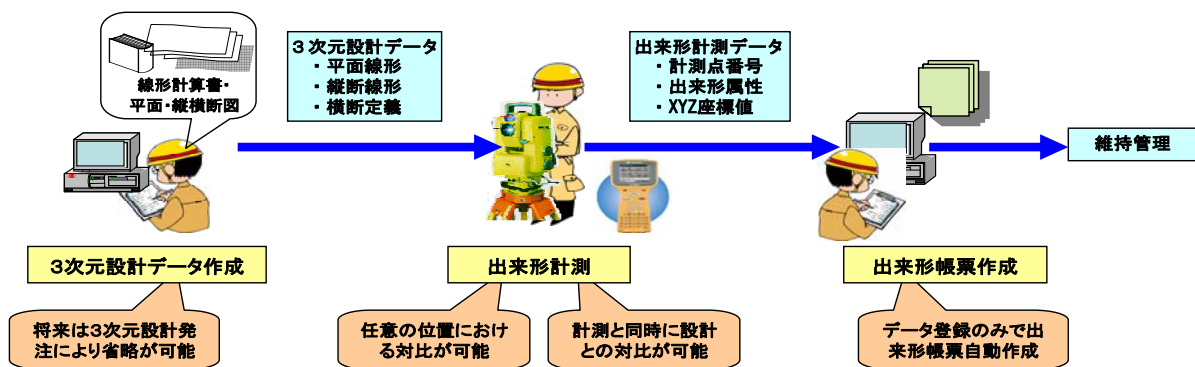 線形計算書・
平面・縦横断図
３次元設計データ
・平面線形
・縦断線形
・横断定義
出来形計測データ
・計測点番号
・出来形属性
・XYZ座標値
維持管理
３次元設計データ作成
出来形計測
出来形帳票作成
将来は３次元設計発
注により省略が可能
任意の位置におけ
る対比が可能
計測と同時に設計
との対比が可能
データ登録のみで出
来形帳票自動作成